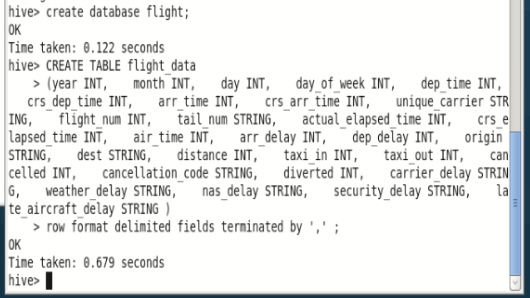 hive> create database flight;
OK
Time taken: 0.122 seconds
hive> CREATE TABLE flight_data
    > (year INT,    month INT,    day INT,    day_of_week INT,    dep_time INT,
  crs_dep_time INT,    arr_time INT,    crs_arr_time INT,    unique_carrier STR
ING,    flight_num INT,    tail_num STRING,    actual_elapsed_time INT,    crs_e
lapsed_time INT,    air_time INT,    arr_delay INT,    dep_delay INT,    origin
STRING,    dest STRING,    distance INT,    taxi_in INT,    taxi_out INT,    can
celled INT,    cancellation_code STRING,    diverted INT,    carrier_delay STRIN
G,    weather_delay STRING,    nas_delay STRING,    security_delay STRING,    la
te_aircraft_delay STRING )
    > row format delimited fields terminated by ',' ;
OK
Time taken: 0.679 seconds
hive>